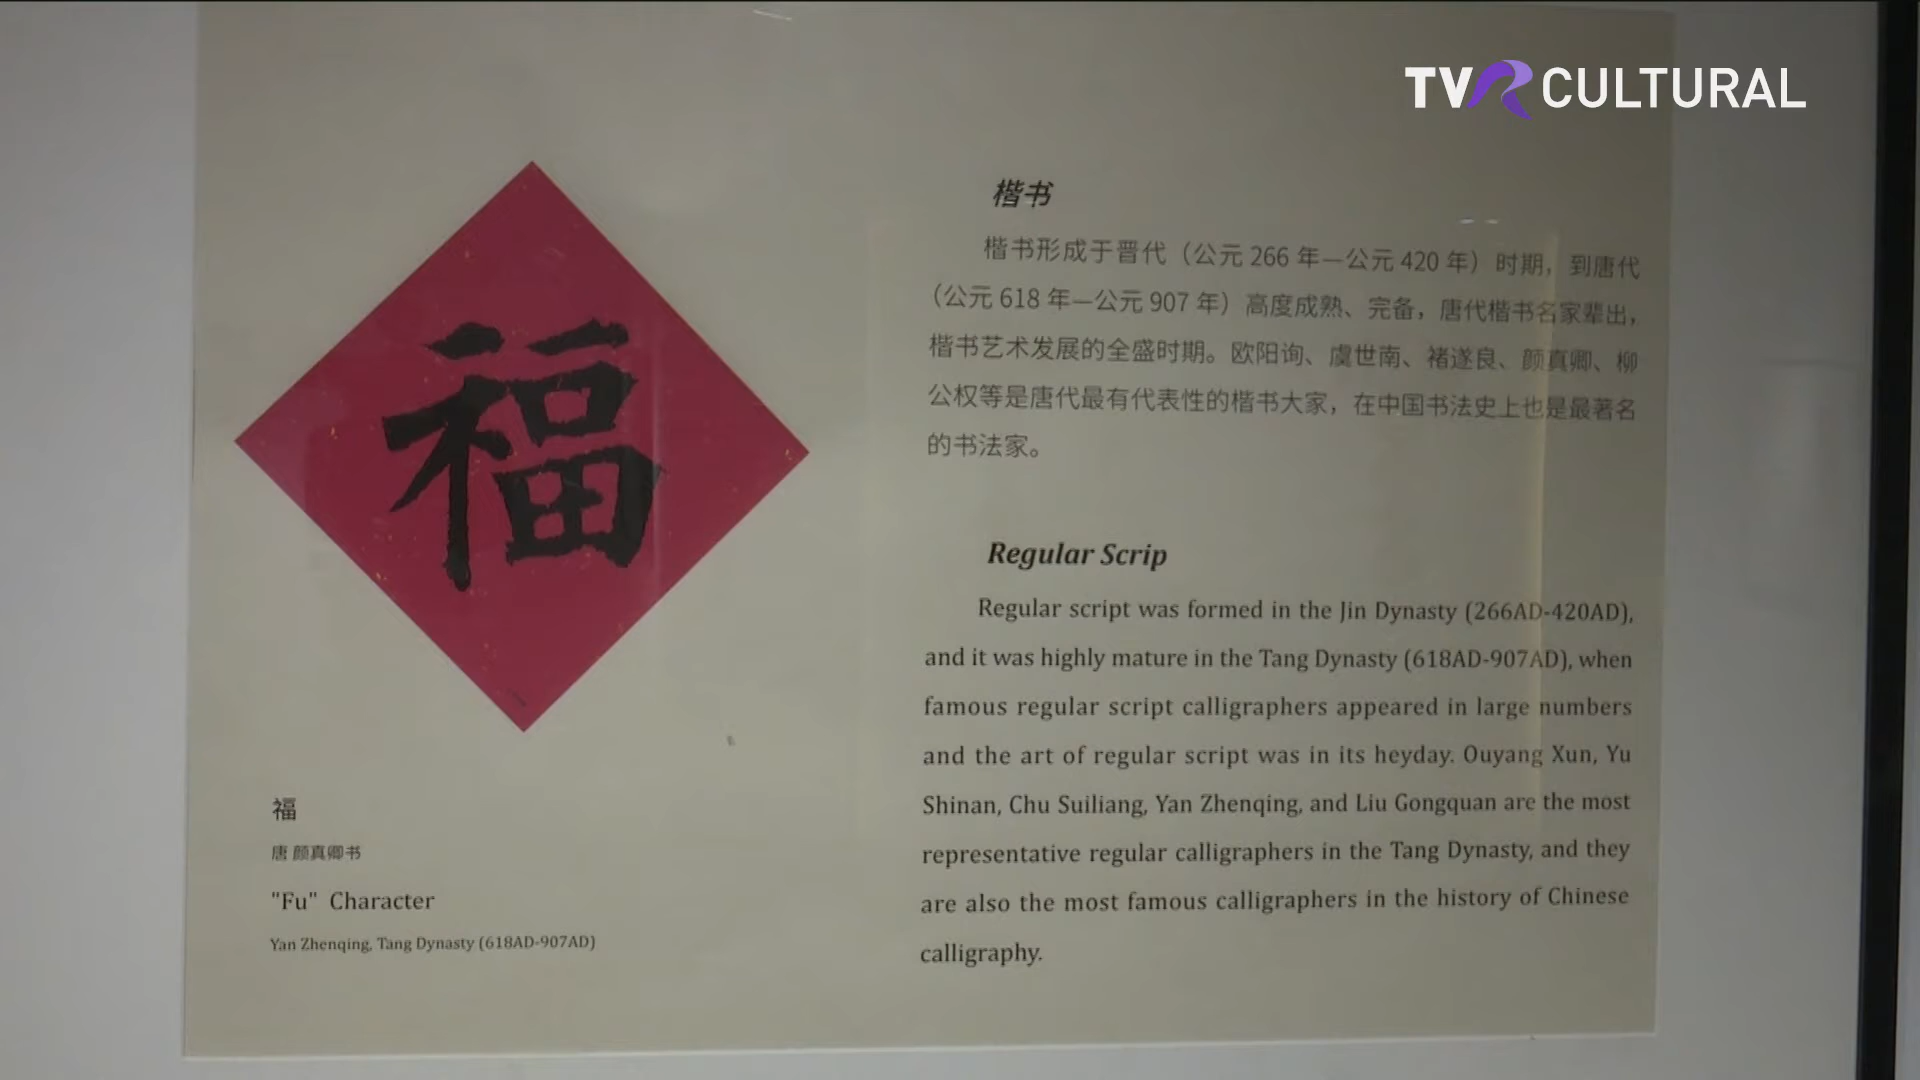 TVR CULTURAL
福
福
唐 颜真卿书
"Fu" Character
Yan Zhenqing, Tang Dynasty (618AD-907AD)
楷书
楷书形成于晋代（公元 266 年—公元 420 年）时期，到唐代
（公元 618 年—公元 907 年）高度成熟、完备，唐代楷书名家辈出，
楷书艺术发展的全盛时期。欧阳询、虞世南、褚遂良、颜真卿、柳
公权等是唐代最有代表性的楷书大家，在中国书法史上也是最著名
的书法家。
Regular Scrip
Regular script was formed in the Jin Dynasty (266AD-420AD),
and it was highly mature in the Tang Dynasty (618AD-907AD), when
famous regular script calligraphers appeared in large numbers
and the art of regular script was in its heyday. Ouyang Xun, Yu
Shinan, Chu Suiliang, Yan Zhenqing, and Liu Gongquan are the most
representative regular calligraphers in the Tang Dynasty, and they
are also the most famous calligraphers in the history of Chinese
calligraphy.